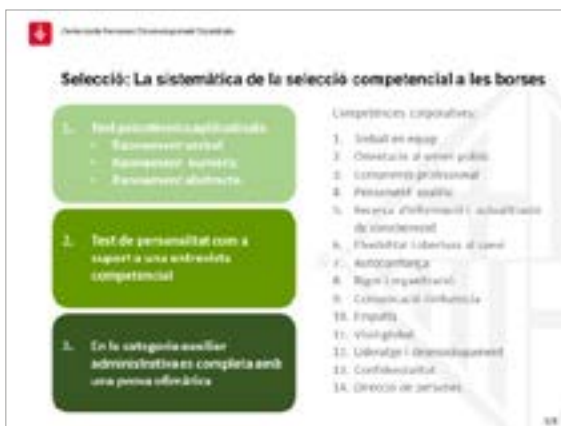 Selecció: La sistemàtica de la selecció competencial a les borses
1. Test psicotècnic aptitudinals
• Raonament verbal
• Raonament numèric
• Raonament abstracte
2. Test de personalitat com a
suport a una entrevista
competencial
3. En la categoria auxiliar
administrativa es completa amb
una prova ofimàtica
Competències corporatives:
1. Treball en equip
2. Orientació al servei públic
3. Compromís professional
4. Pensament analític
5. Recerca d'informació i actualització
de coneixement
6. Flexibilitat i obertura al canvi
7. Autoconfiança
8. Rigor i organització
9. Comunicació i influència
10. Empatia
11. Visió global
12. Lideratge i desenvolupament
13. Confidencialitat
14. Direcció de persones